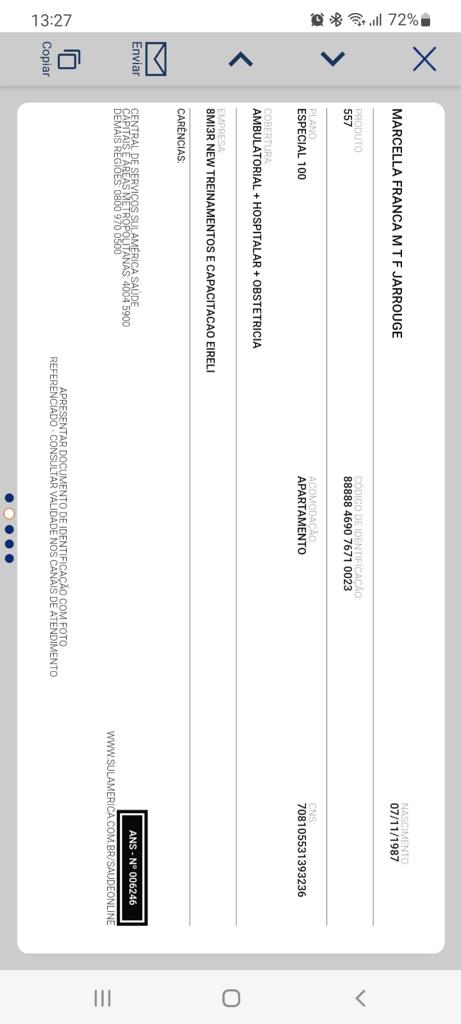 13:27
72%
Copiar
Enviar
MARCELLA FRANCA M T F JARROUGE
NASCIMENTO:
07/11/1987
PRODUTO:
557
CÓDIGO DE IDENTIFICAÇÃO:
88888 4690 7671 0023
PLANO:
ESPECIAL 100
ACOMODAÇÃO:
APARTAMENTO
CNS:
708105531393236
COBERTURA:
AMBULATORIAL + HOSPITALAR + OBSTETRICIA
EMPRESA
8MI3R NEW TREINAMENTOS E CAPACITACAO EIRELI
CARÊNCIAS:
CENTRAL DE SERVIÇOS SULAMÉRICA SAÚDE
CAPITAIS E ÁREAS METROPOLITANAS: 4004 5900
DEMAIS REGIÕES: 0800 970 0500
ANS - Nº 006246
WWW.SULAMERICA.COM.BR/SAUDEONLINE
APRESENTAR DOCUMENTO DE IDENTIFICAÇÃO COM FOTO
REFERENCIADO - CONSULTAR VALIDADE NOS CANAIS DE ATENDIMENTO